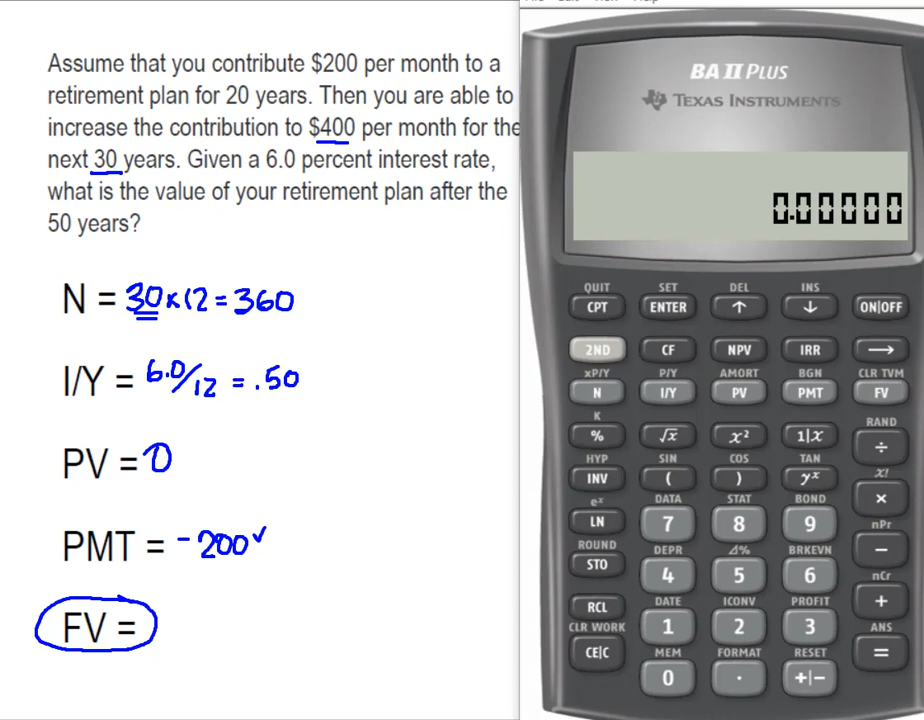 Assume that you contribute $200 per month to a
retirement plan for 20 years. Then you are able to
increase the contribution to $400 per month for the
next 30 years. Given a 6.0 percent interest rate,
what is the value of your retirement plan after the
50 years?
N = 30 x 12 = 360
I/Y = 6.0/12 = .50
PV = 0
PMT = -200 ✓
FV =
BA II PLUS
TEXAS INSTRUMENTS
0.00000
QUIT SET DEL INS
CPT ENTER ↑ ↓ ON|OFF
2ND CF NPV IRR →
xP/Y P/Y AMORT BGN CLR TVM
N I/Y PV PMT FV
K RAND
% √x x² 1|x ÷
HYP SIN COS TAN x!
INV ( ) yˣ ×
eˣ DATA STAT BOND nPr
LN 7 8 9 −
ROUND DEPR Δ% BRKEVN nCr
STO 4 5 6 +
DATE ICONV PROFIT ANS
RCL 1 2 3 =
CLR WORK MEM FORMAT RESET
CE|C 0 . +|−